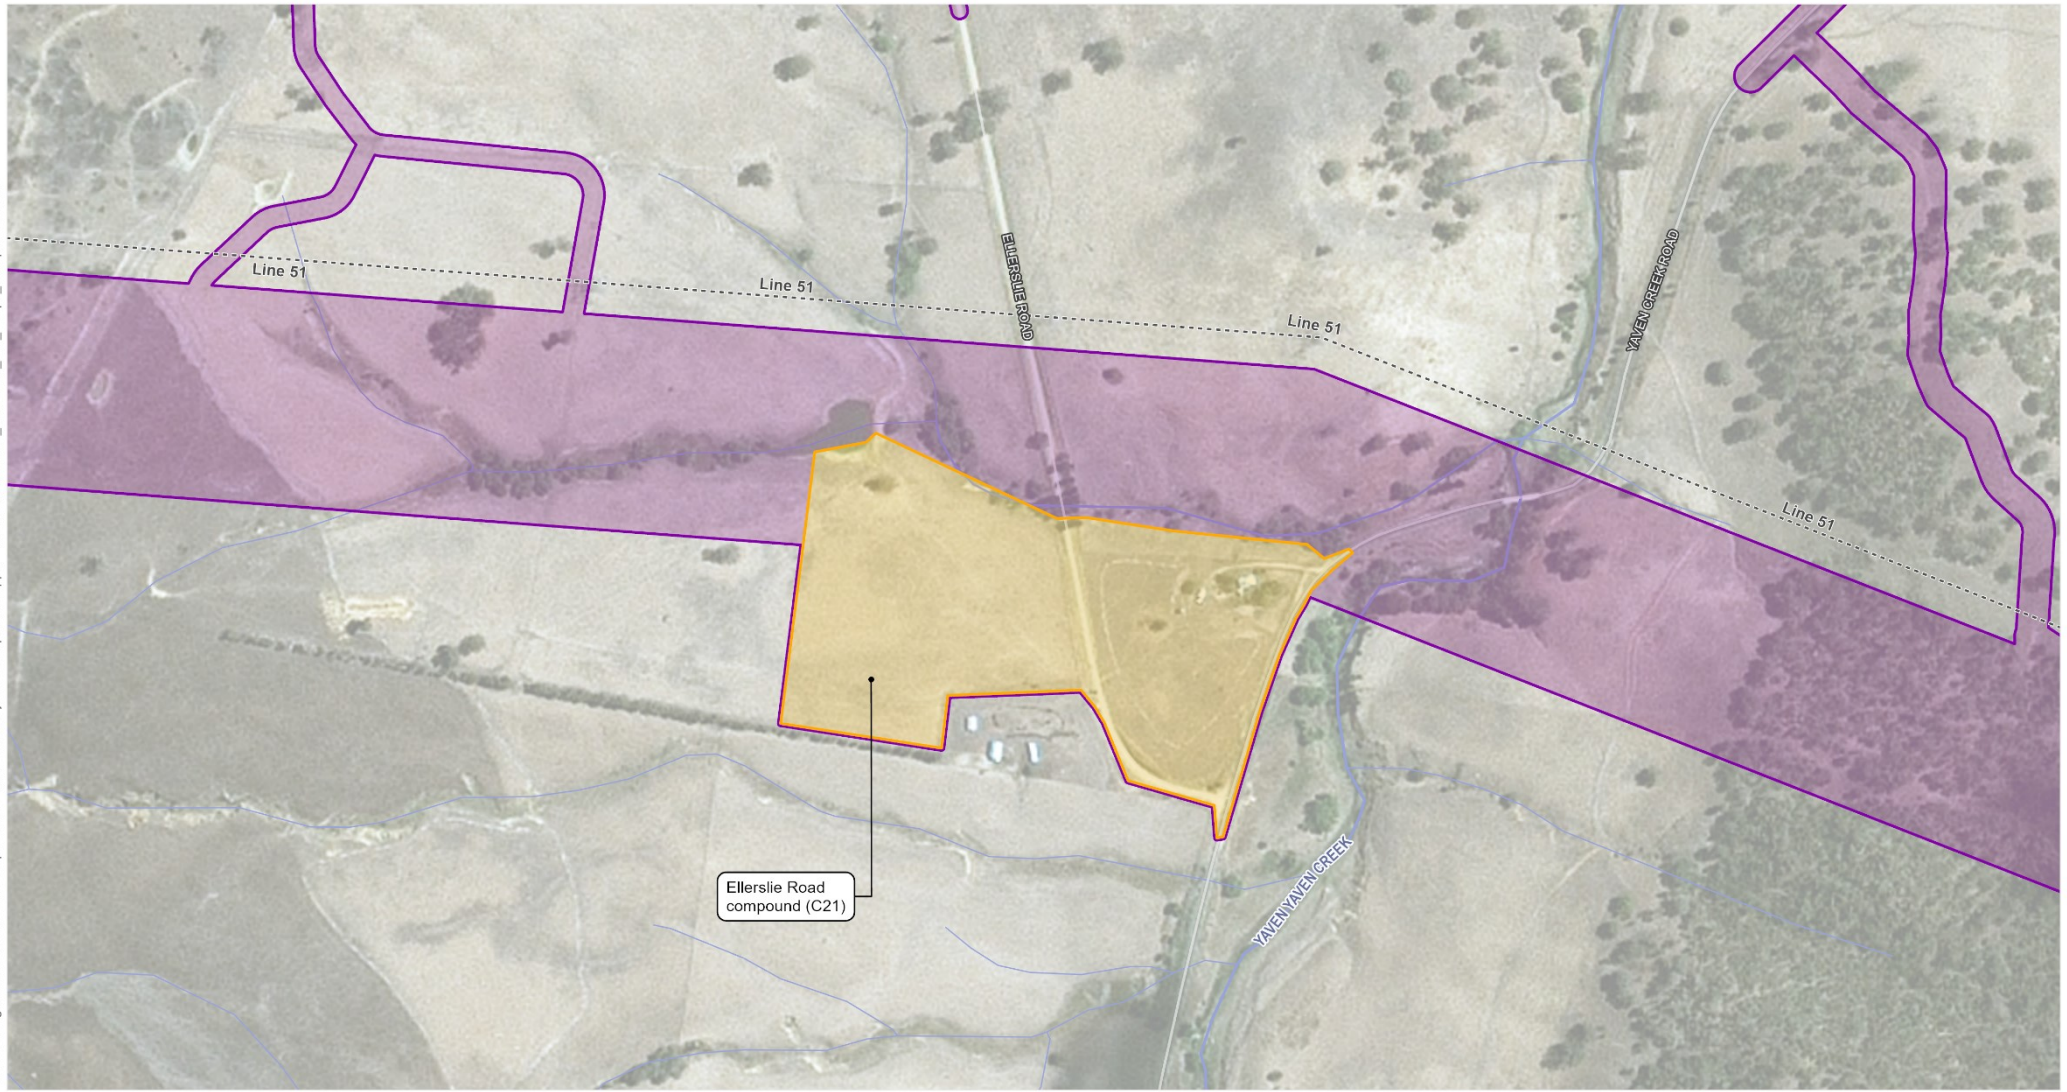 ELLERSLIE ROAD
YAVEN CREEK ROAD
Line 51
Line 51
Line 51
Line 51
Ellerslie Road
compound (C21)
YAVEN YAVEN CREEK